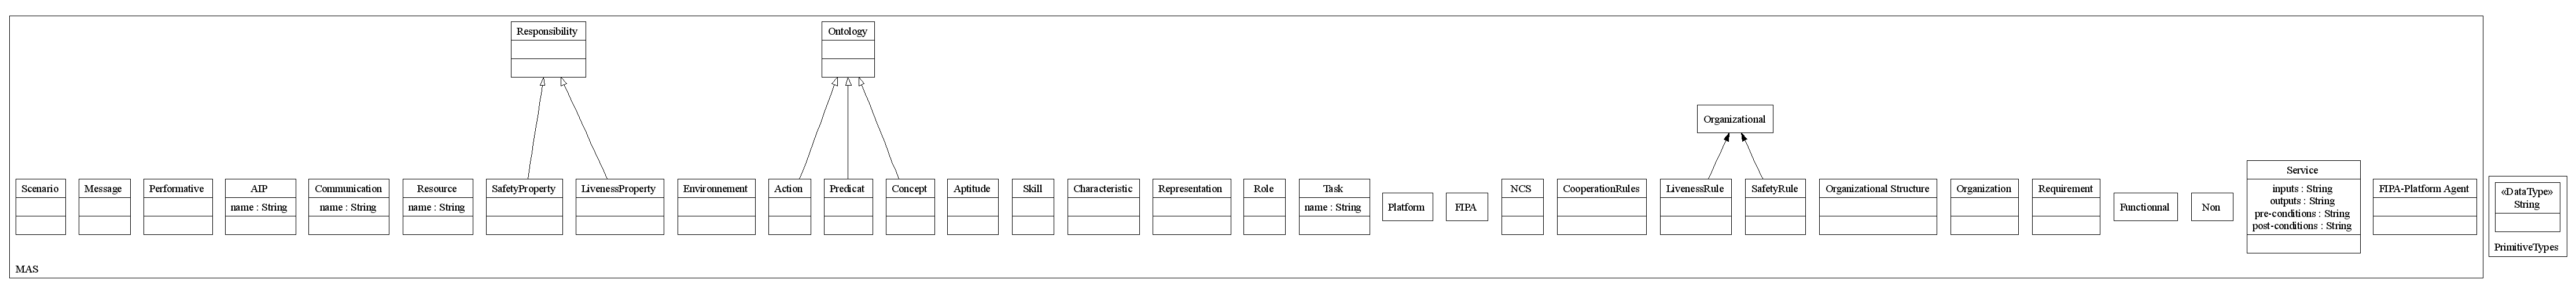 Responsibility
Ontology
Organizational
Scenario
Message
Performative
AIP
name : String
Communication
name : String
Resource
name : String
SafetyProperty
LivenessProperty
Environnement
Action
Predicat
Concept
Aptitude
Skill
Characteristic
Representation
Role
Task
name : String
Platform
FIPA
NCS
CooperationRules
LivenessRule
SafetyRule
Organizational Structure
Organization
Requirement
Functionnal
Non
Service
inputs : String
outputs : String
pre-conditions : String
post-conditions : String
FIPA-Platform Agent
«DataType»
String
PrimitiveTypes
MAS